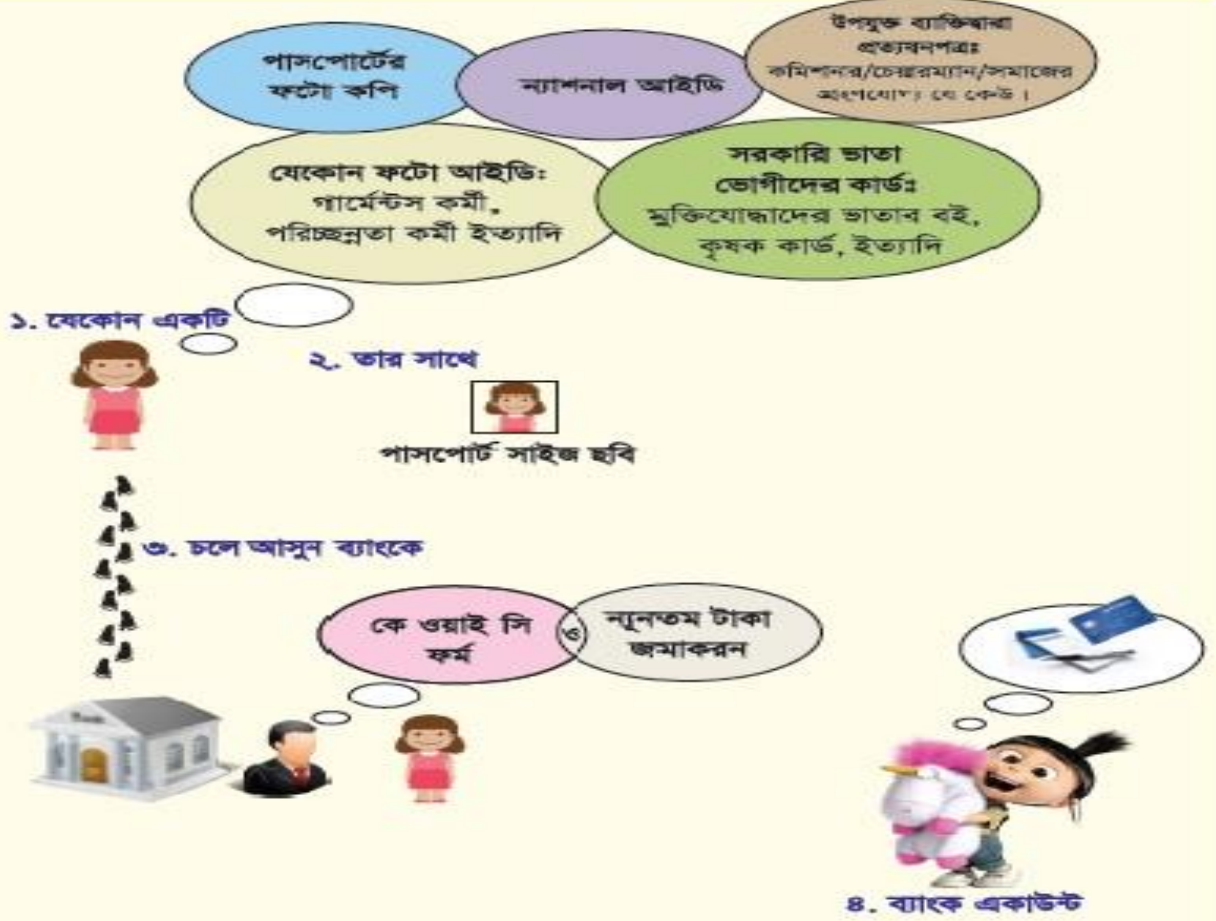 পাসপোর্টের
ফটো কপি
ন্যাশনাল আইডি
উপযুক্ত ব্যাক্তিদ্বারা
প্রত্যয়নপত্রঃ
কমিশনার/চেয়ারম্যান/সমাজের
যে কেউ।
যেকোন ফটো আইডিঃ
গার্মেন্টস কর্মী,
পরিচ্ছন্নতা কর্মী ইত্যাদি
সরকারি ভাতা
ভোগীদের কার্ডঃ
মুক্তিযোদ্ধাদের ভাতাব বই,
কৃষক কার্ড, ইত্যাদি
১. যেকোন একটি
২. তার সাথে
পাসপোর্ট সাইজ ছবি
৩. চলে আসুন ব্যাংকে
কে ওয়াই সি
ফর্ম
ও
ন্যূনতম টাকা
জমাকরন
Bank
৪. ব্যাংক একাউন্ট